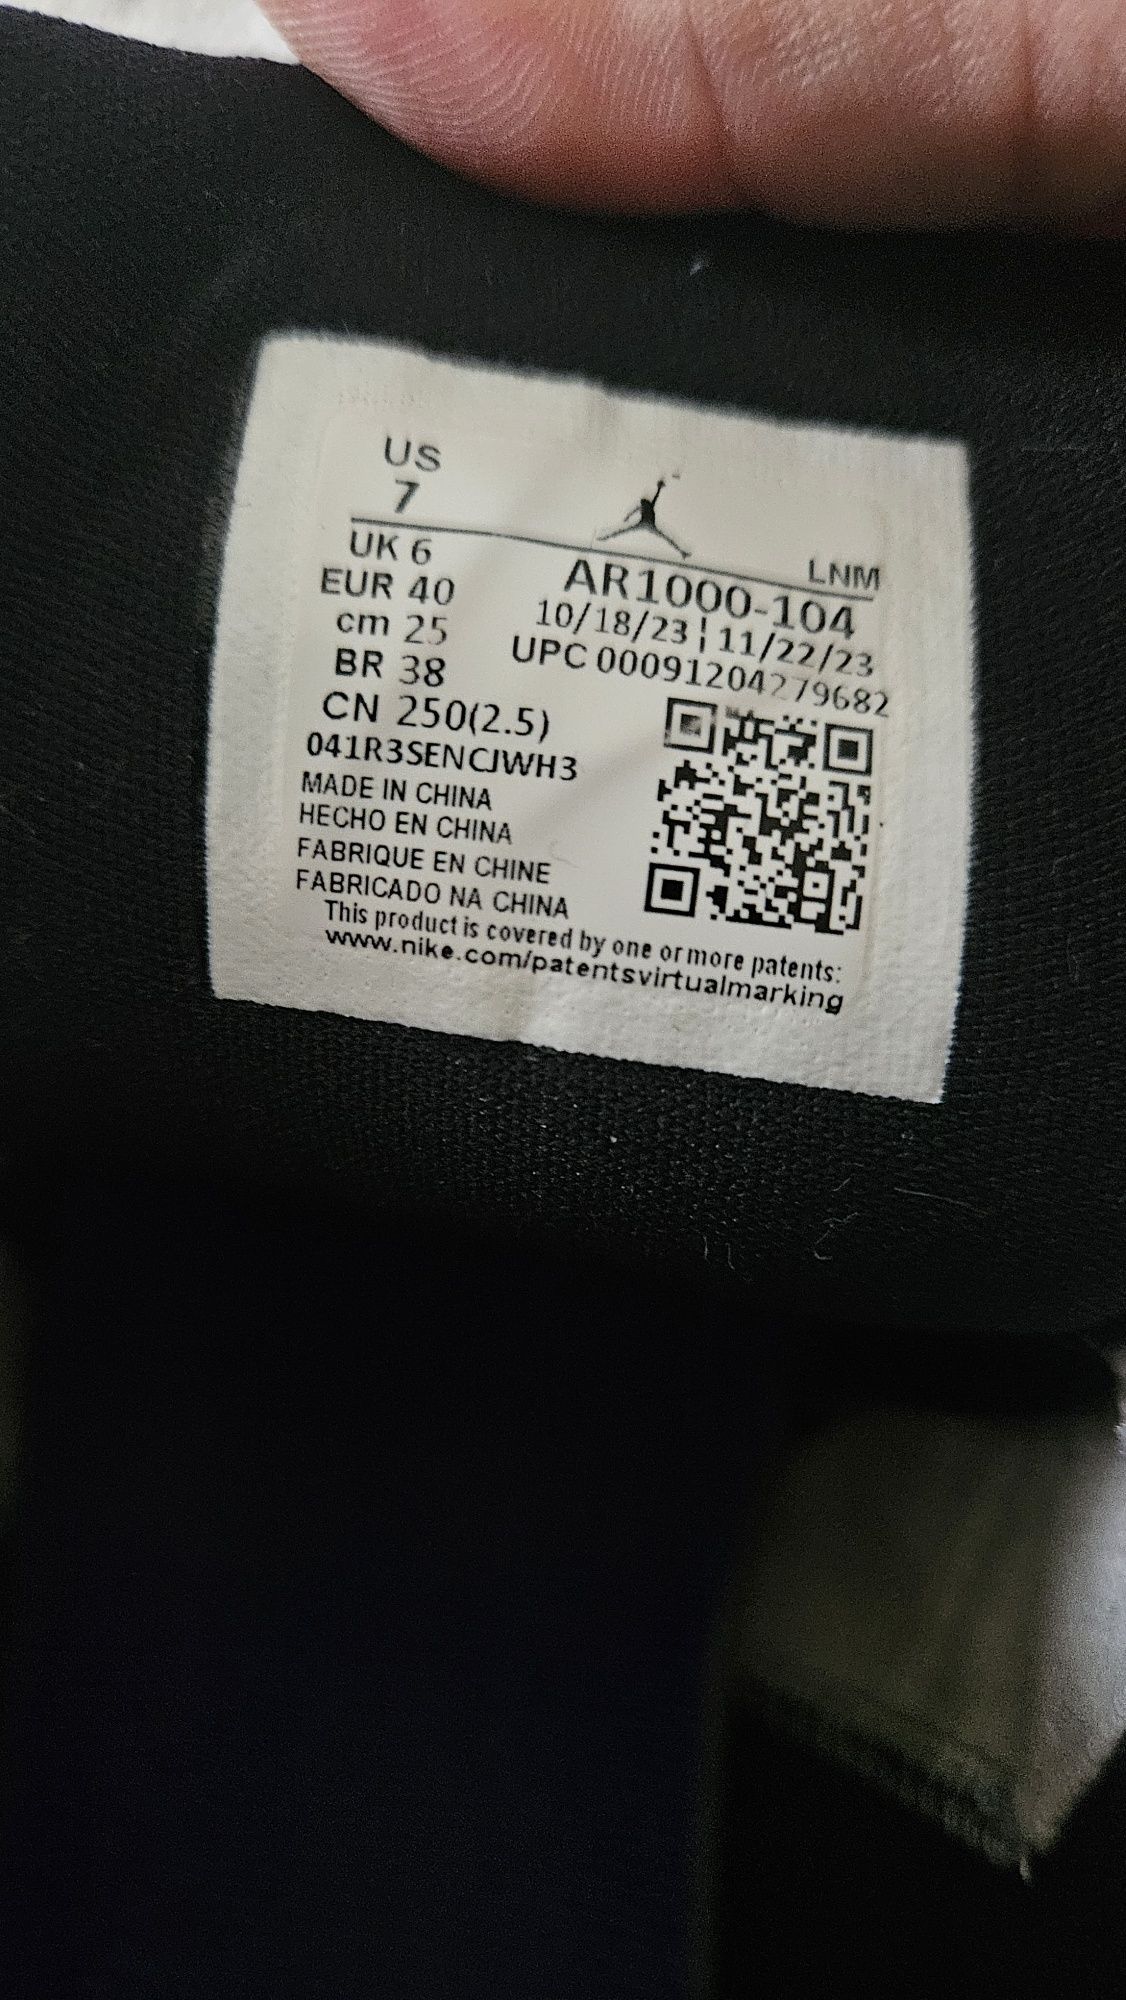 US
7
UK 6
EUR 40
cm 25
BR 38
CN 250(2.5)
041R3SENCJWH3
LNM
AR1000-104
10/18/23 ¦ 11/22/23
UPC 00091204279682
MADE IN CHINA
HECHO EN CHINA
FABRIQUE EN CHINE
FABRICADO NA CHINA
This product is covered by one or more patents:
www.nike.com/patentsvirtualmarking